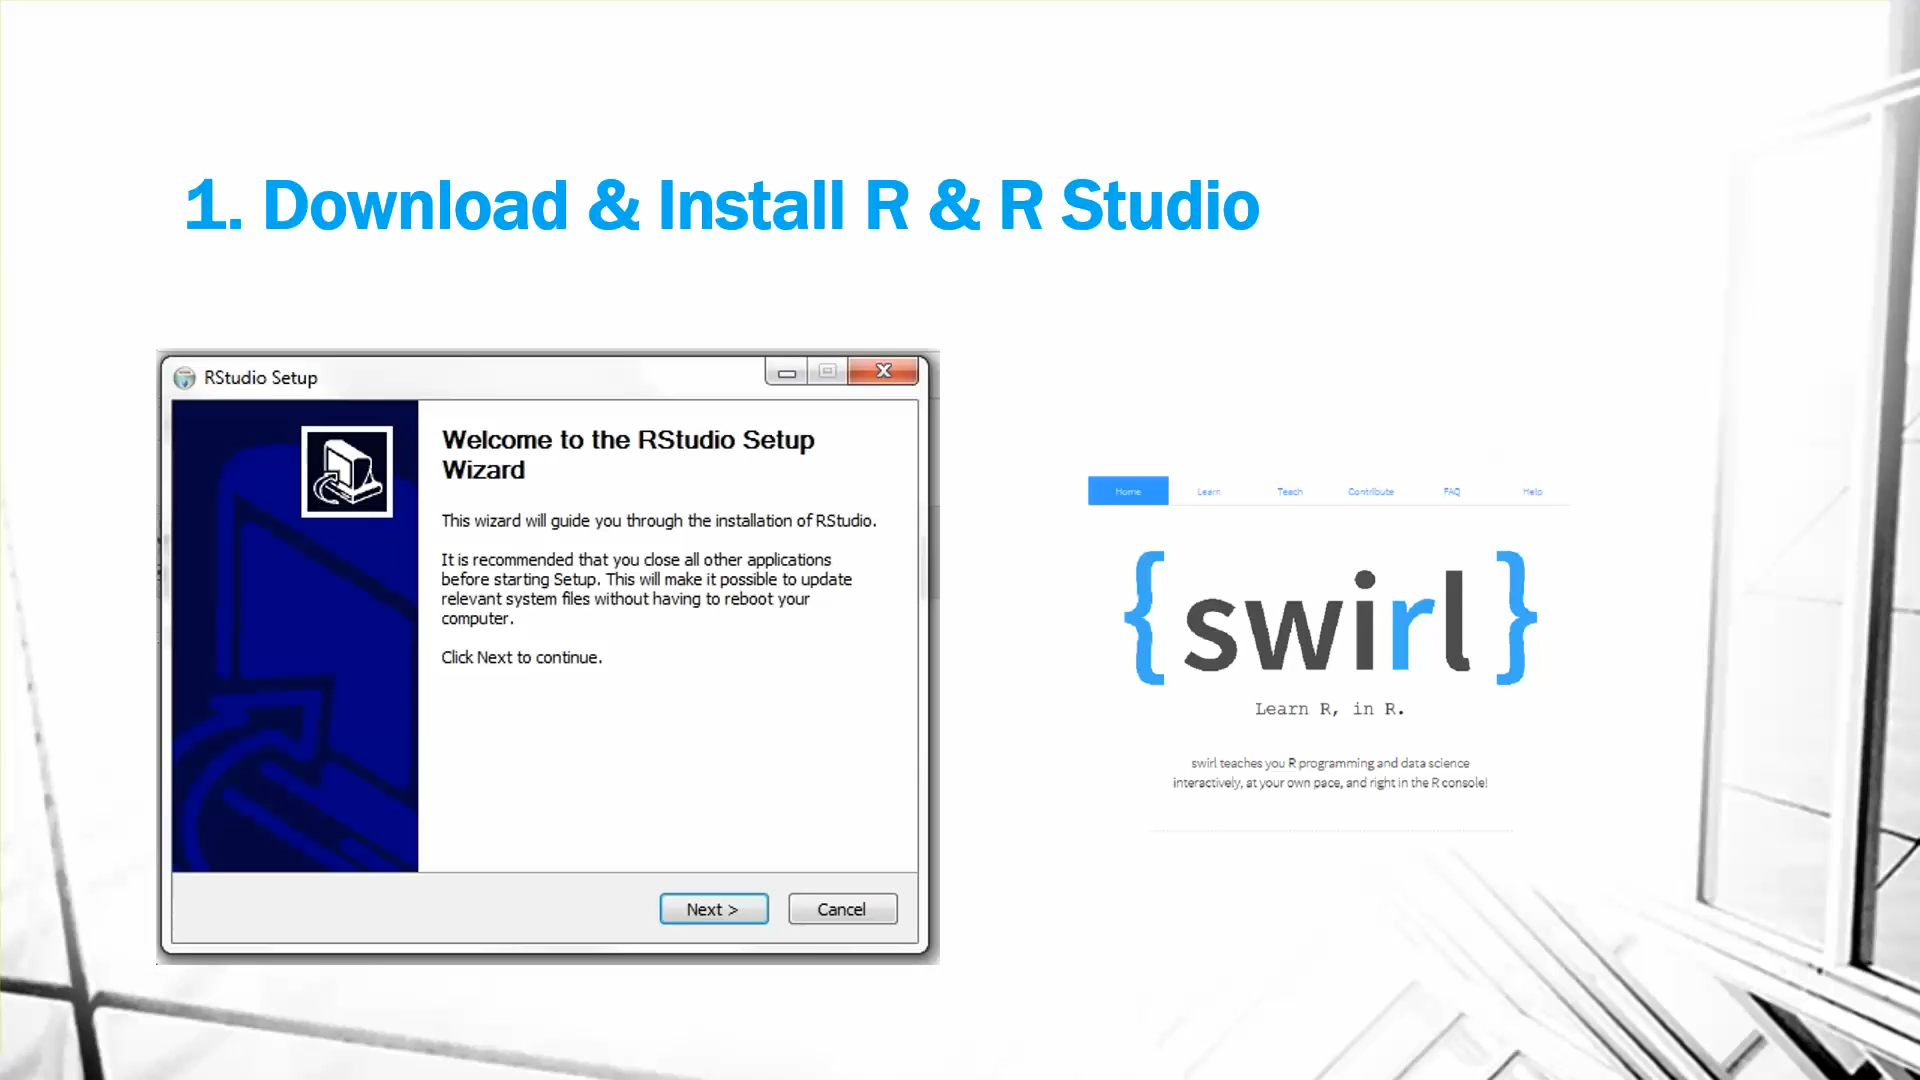 1. Download & Install R & R Studio
RStudio Setup
Welcome to the RStudio Setup
Wizard
This wizard will guide you through the installation of RStudio.
It is recommended that you close all other applications
before starting Setup. This will make it possible to update
relevant system files without having to reboot your
computer.
Click Next to continue.
Next >
Cancel
Home Learn Teach Contribute FAQ Help
{swirl}
Learn R, in R.
swirl teaches you R programming and data science
interactively, at your own pace, and right in the R console!